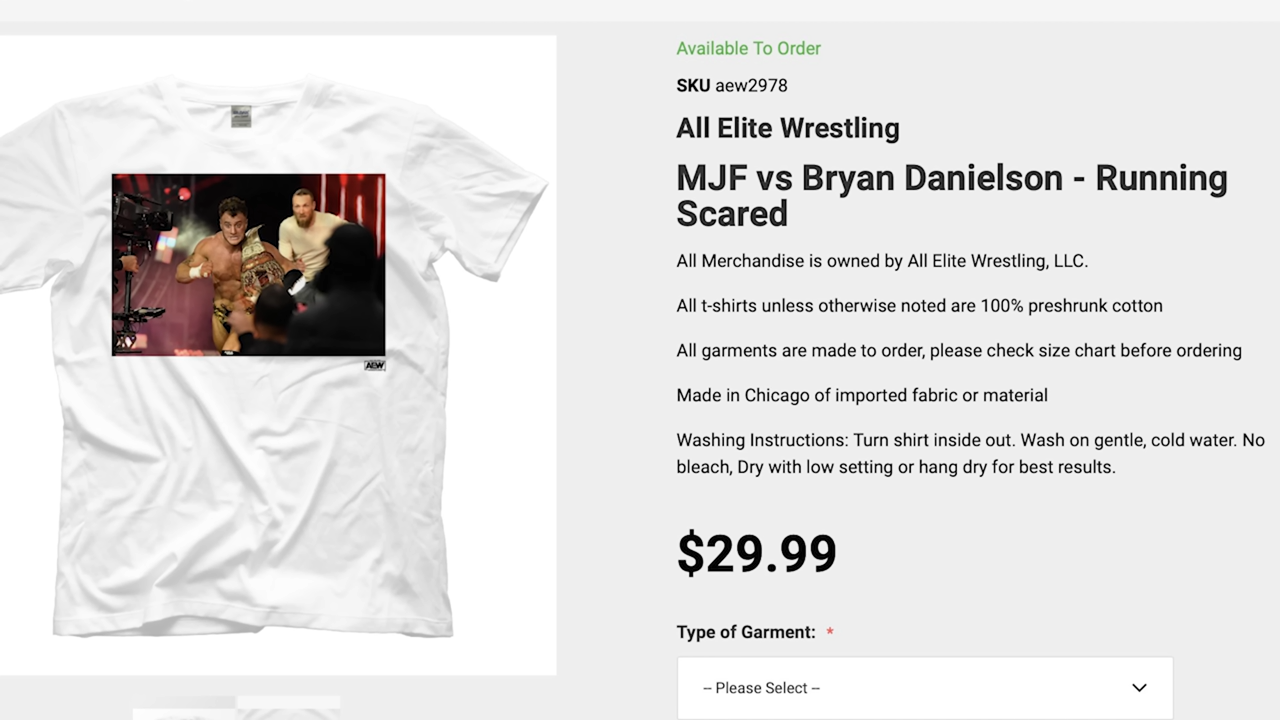 Available To Order
SKU aew2978
All Elite Wrestling
MJF vs Bryan Danielson - Running
Scared
All Merchandise is owned by All Elite Wrestling, LLC.
All t-shirts unless otherwise noted are 100% preshrunk cotton
All garments are made to order, please check size chart before ordering
Made in Chicago of imported fabric or material
Washing Instructions: Turn shirt inside out. Wash on gentle, cold water. No
bleach, Dry with low setting or hang dry for best results.
$29.99
Type of Garment: *
-- Please Select --
AEW